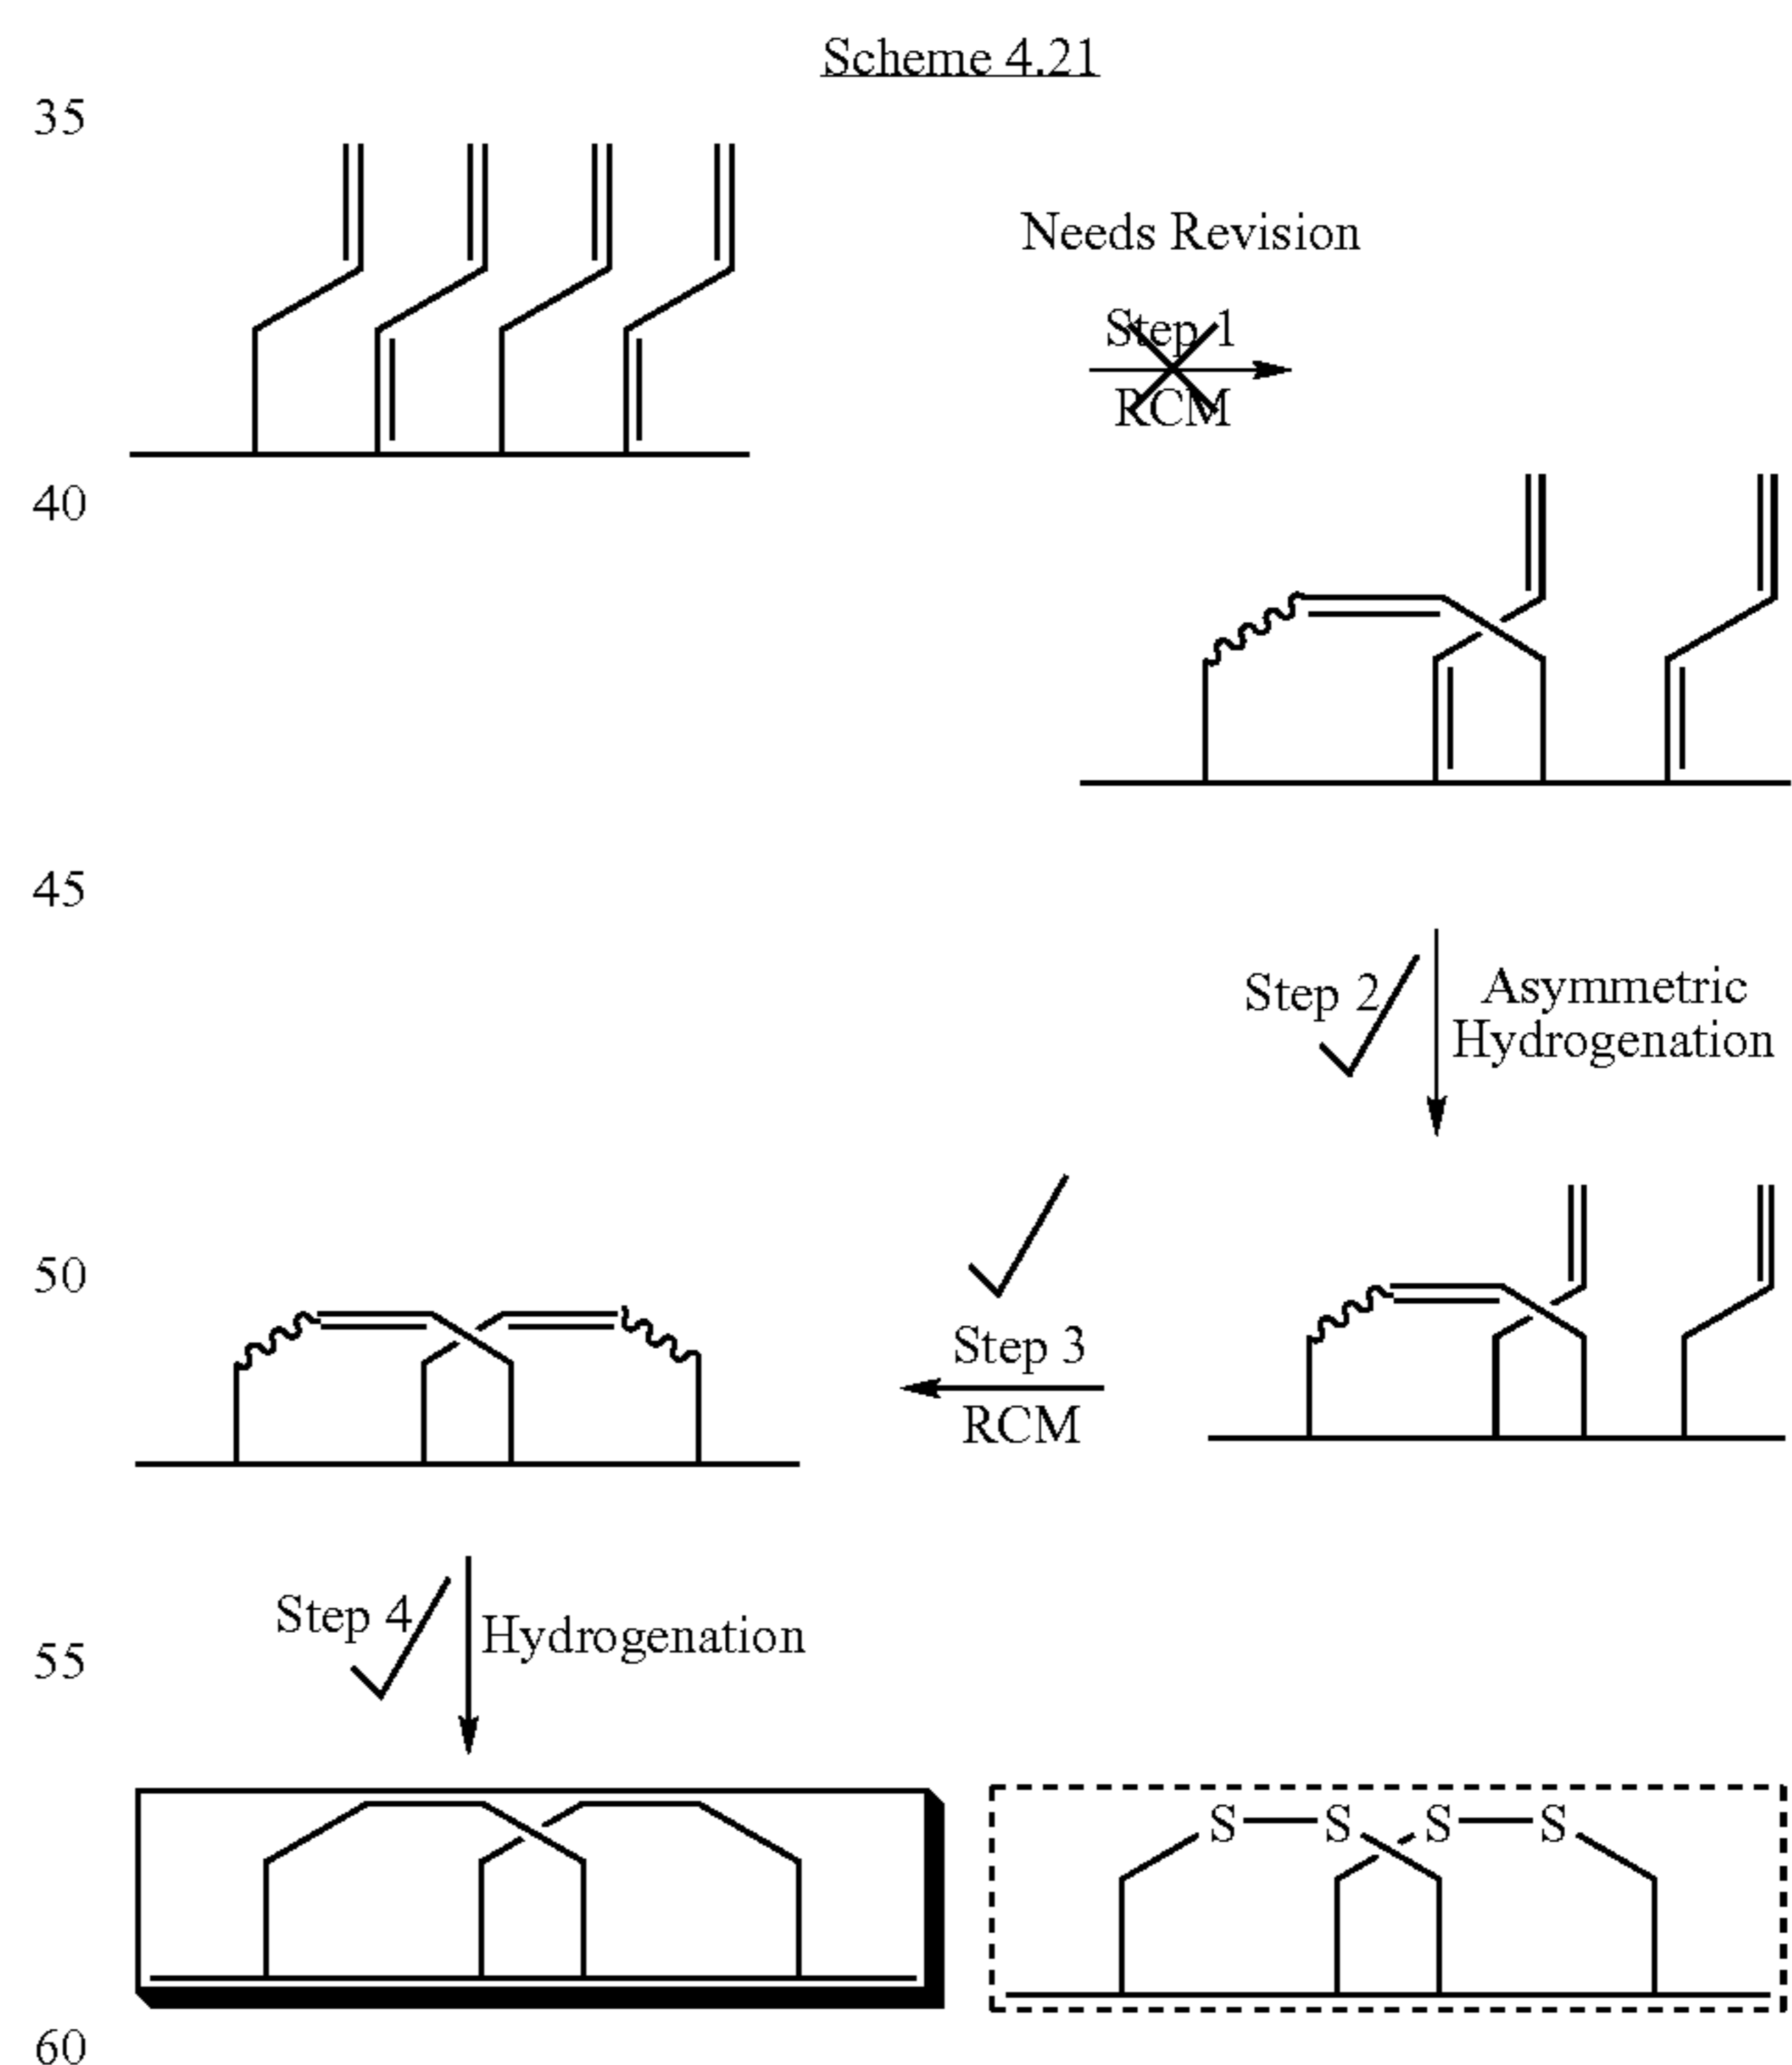 Scheme 4.21
35
Needs Revision
Step 1
RCM
40
45
Step 2
Asymmetric
Hydrogenation
50
Step 3
RCM
55
Step 4
Hydrogenation
S S S S
60